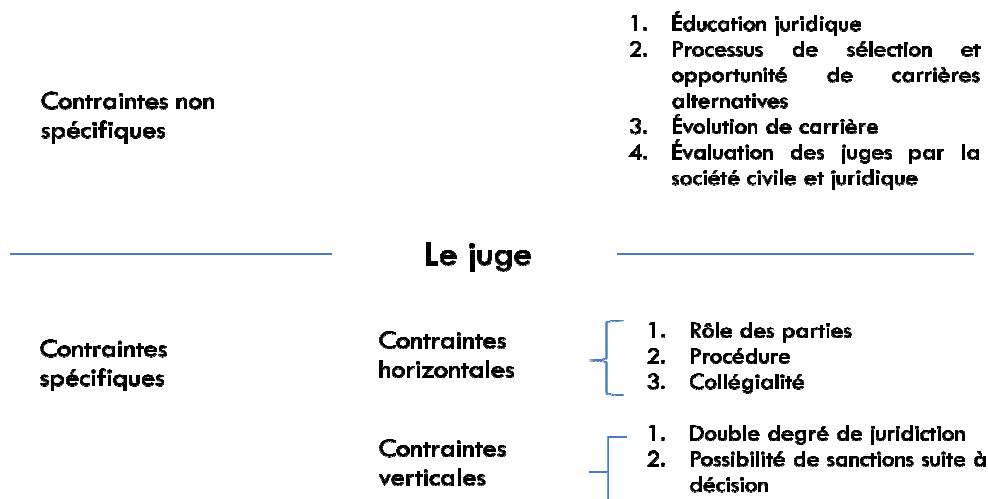 Contraintes non
spécifiques
1. Éducation juridique
2. Processus de sélection et
opportunité de carrières
alternatives
3. Évolution de carrière
4. Évaluation des juges par la
société civile et juridique
Le juge
Contraintes
spécifiques
Contraintes
horizontales
1. Rôle des parties
2. Procédure
3. Collégialité
Contraintes
verticales
1. Double degré de juridiction
2. Possibilité de sanctions suite à
décision